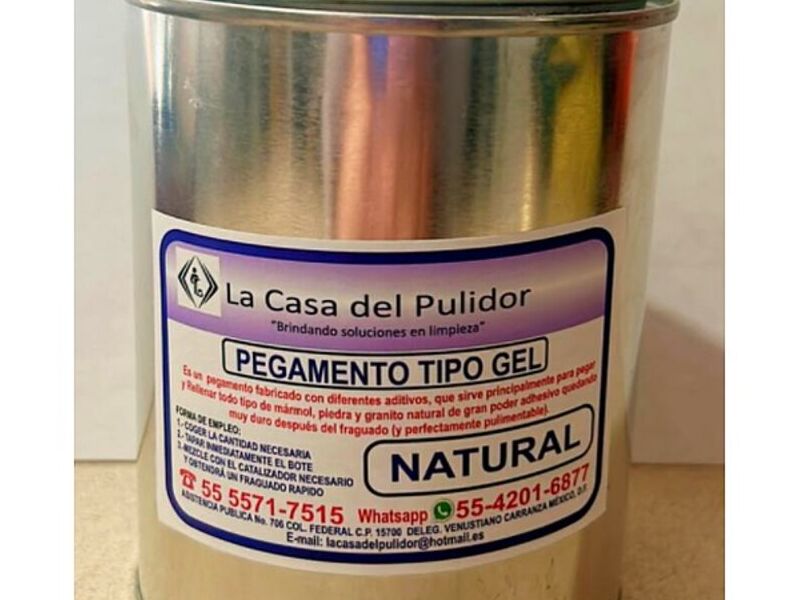 La Casa del Pulidor
"Brindando soluciones en limpieza"
PEGAMENTO TIPO GEL
Es un pegamento fabricado con diferentes aditivos, que sirve principalmente para pegar
y Rellenar todo tipo de mármol, piedra y granito natural de gran poder adhesivo quedando
muy duro después del fraguado (y perfectamente pulimentable).
FORMA DE EMPLEO:
1.-COGER LA CANTIDAD NECESARIA
2.- TAPAR INMEDIATAMENTE EL BOTE
3.-MEZCLE CON EL CATALIZADOR NECESARIO
Y OBTENDRÁ UN FRAGUADO RAPIDO
NATURAL
55 5571-7515 Whatsapp 55-4201-6877
ASISTENCIA PUBLICA No. 706 COL. FEDERAL C.P. 15700 DELEG. VENUSTIANO CARRANZA MÉXICO, D.F.
E-mail: lacasadelpulidor@hotmail.es